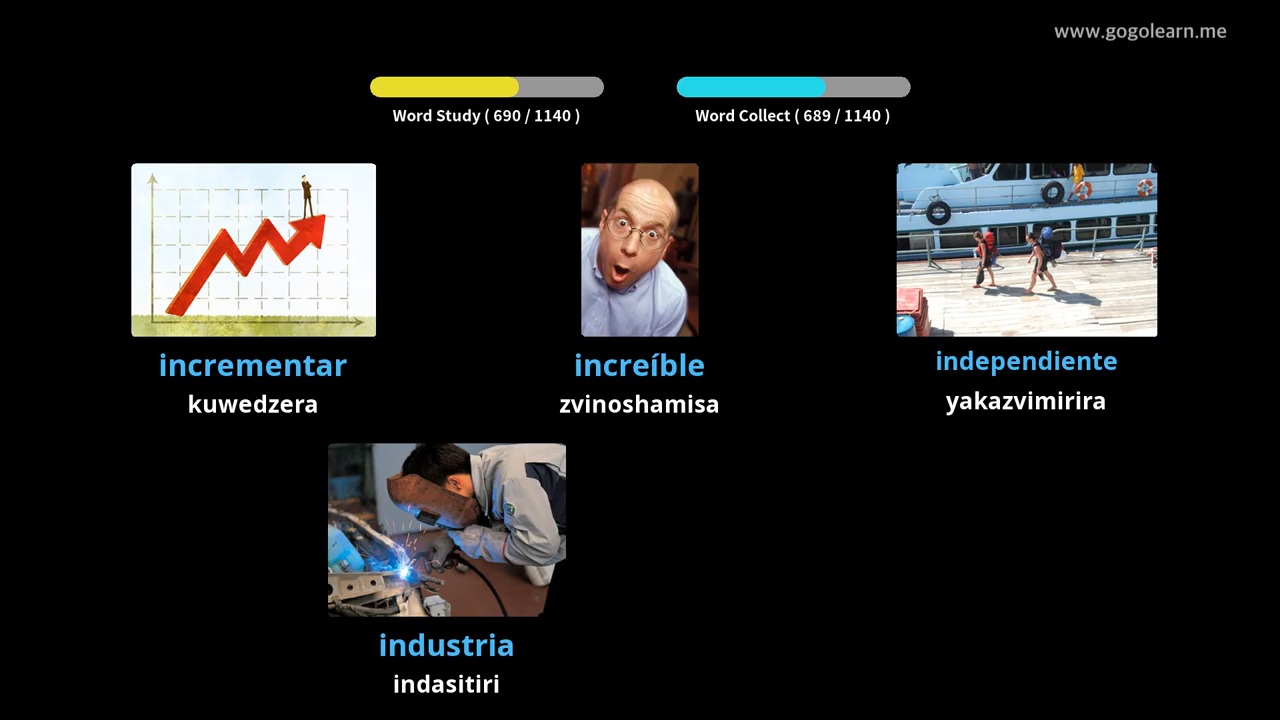 www.gogolearn.me
Word Study ( 690 / 1140 )
Word Collect ( 689 / 1140 )
incrementar
kuwedzera
increíble
zvinoshamisa
independiente
yakazvimirira
industria
indasitiri